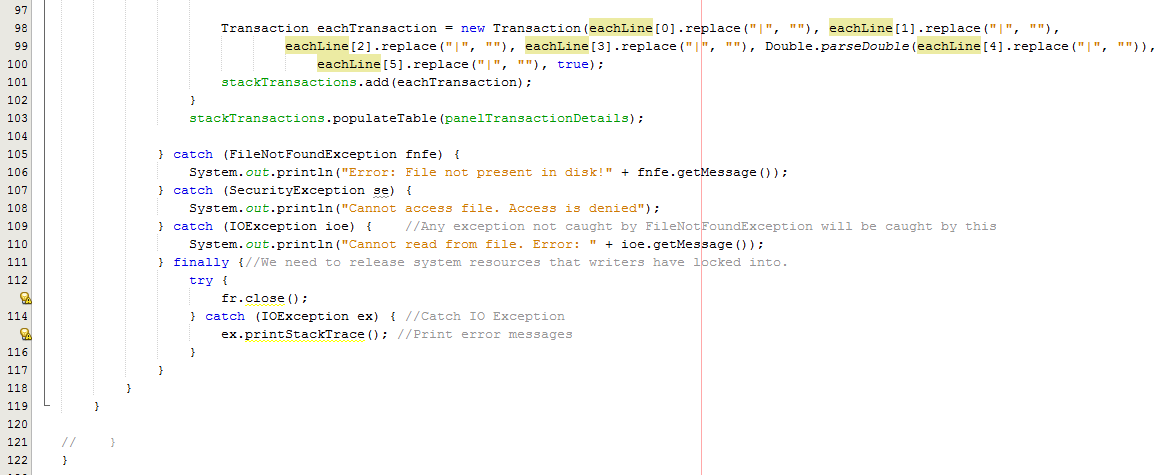 97
98 Transaction eachTransaction = new Transaction(eachLine[0].replace("|", ""), eachLine[1].replace("|", ""),
99 eachLine[2].replace("|", ""), eachLine[3].replace("|", ""), Double.parseDouble(eachLine[4].replace("|", "")),
100 eachLine[5].replace("|", ""), true);
101 stackTransactions.add(eachTransaction);
102 }
103 stackTransactions.populateTable(panelTransactionDetails);
104
105 } catch (FileNotFoundException fnfe) {
106 System.out.println("Error: File not present in disk!" + fnfe.getMessage());
107 } catch (SecurityException se) {
108 System.out.println("Cannot access file. Access is denied");
109 } catch (IOException ioe) { //Any exception not caught by FileNotFoundException will be caught by this
110 System.out.println("Cannot read from file. Error: " + ioe.getMessage());
111 } finally {//We need to release system resources that writers have locked into.
112 try {
fr.close();
114 } catch (IOException ex) { //Catch IO Exception
ex.printStackTrace(); //Print error messages
116 }
117 }
118 }
119 }
120
121 // }
122 }